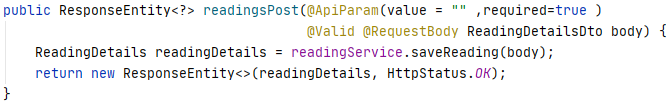 public ResponseEntity<?> readingsPost(@ApiParam(value = "" ,required=true )
@Valid @RequestBody ReadingDetailsDto body) {
ReadingDetails readingDetails = readingService.saveReading(body);
return new ResponseEntity<>(readingDetails, HttpStatus.OK);
}